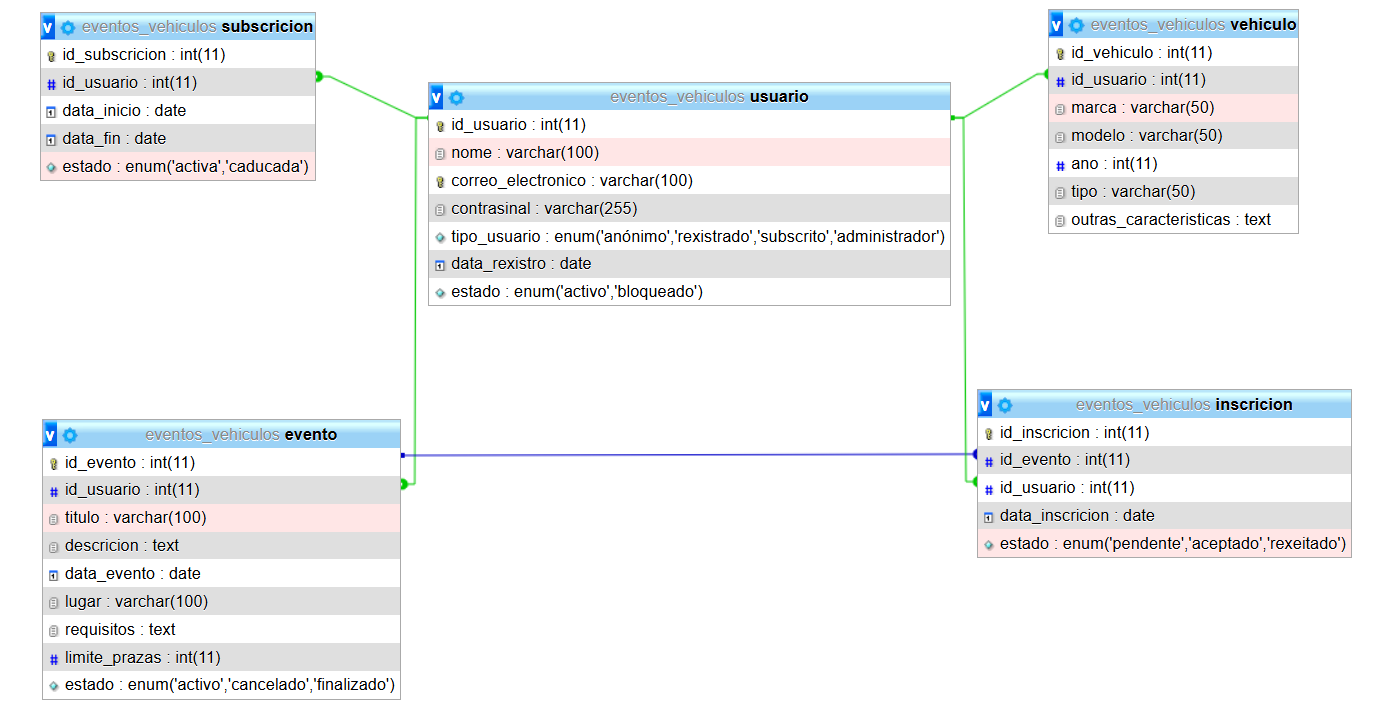 v eventos_vehiculos subscricion
id_subscricion : int(11)
# id_usuario : int(11)
data_inicio : date
data_fin : date
estado : enum('activa','caducada')
v eventos_vehiculos usuario
id_usuario : int(11)
nome : varchar(100)
correo_electronico : varchar(100)
contrasinal : varchar(255)
tipo_usuario : enum('anónimo','rexistrado','subscrito','administrador')
data_rexistro : date
estado : enum('activo','bloqueado')
v eventos_vehiculos vehiculo
id_vehiculo : int(11)
# id_usuario : int(11)
marca : varchar(50)
modelo : varchar(50)
# ano : int(11)
tipo : varchar(50)
outras_caracteristicas : text
v eventos_vehiculos evento
id_evento : int(11)
# id_usuario : int(11)
titulo : varchar(100)
descricion : text
data_evento : date
lugar : varchar(100)
requisitos : text
# limite_prazas : int(11)
estado : enum('activo','cancelado','finalizado')
v eventos_vehiculos inscricion
id_inscricion : int(11)
# id_evento : int(11)
# id_usuario : int(11)
data_inscricion : date
estado : enum('pendente','aceptado','rexeitado')